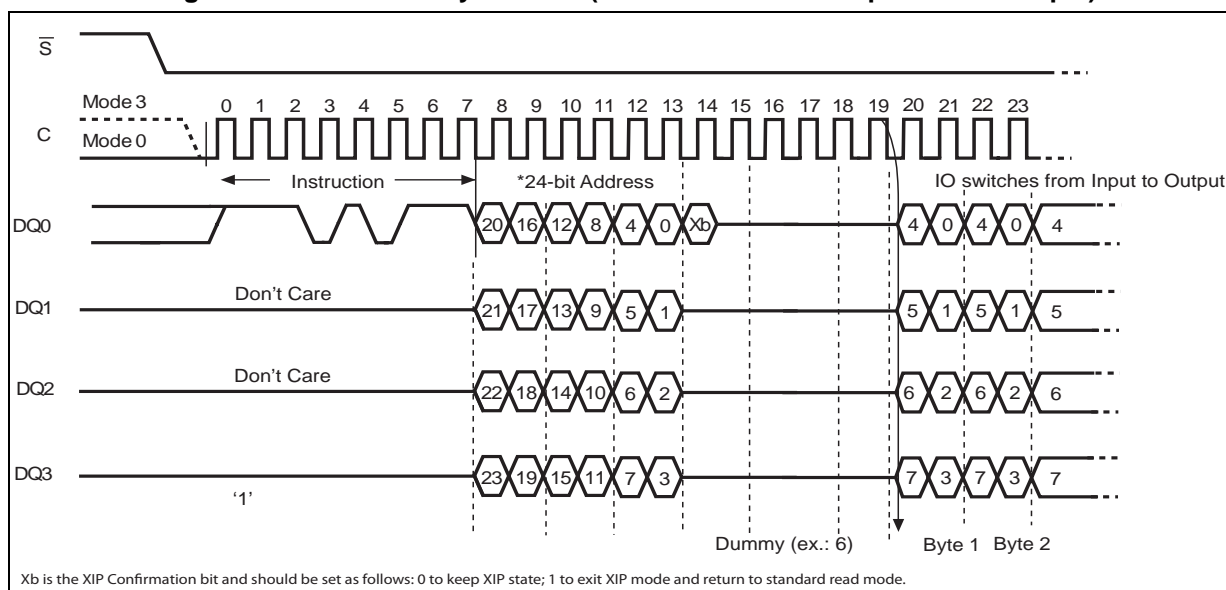 S
Mode 3
0 1 2 3 4 5 6 7 8 9 10 11 12 13 14 15 16 17 18 19 20 21 22 23
C
Mode 0
Instruction
*24-bit Address
IO switches from Input to Output
DQ0
20 16 12 8 4 0 Xb 4 0 4 0 4
DQ1
Don't Care
21 17 13 9 5 1 5 1 5 1 5
DQ2
Don't Care
22 18 14 10 6 2 6 2 6 2 6
DQ3
'1'
23 19 15 11 7 3 7 3 7 3 7
Dummy (ex.: 6)
Byte 1 Byte 2
Xb is the XIP Confirmation bit and should be set as follows: 0 to keep XIP state; 1 to exit XIP mode and return to standard read mode.